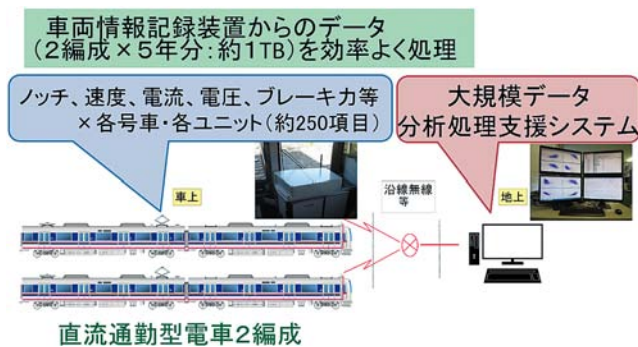 車両情報記録装置からのデータ
(2編成×5年分:約1TB)を効率よく処理
ノッチ、速度、電流、電圧、ブレーキ力等
×各号車・各ユニット(約250項目)
大規模データ
分析処理支援システム
車上
沿線無線
等
地上
直流通勤型電車2編成